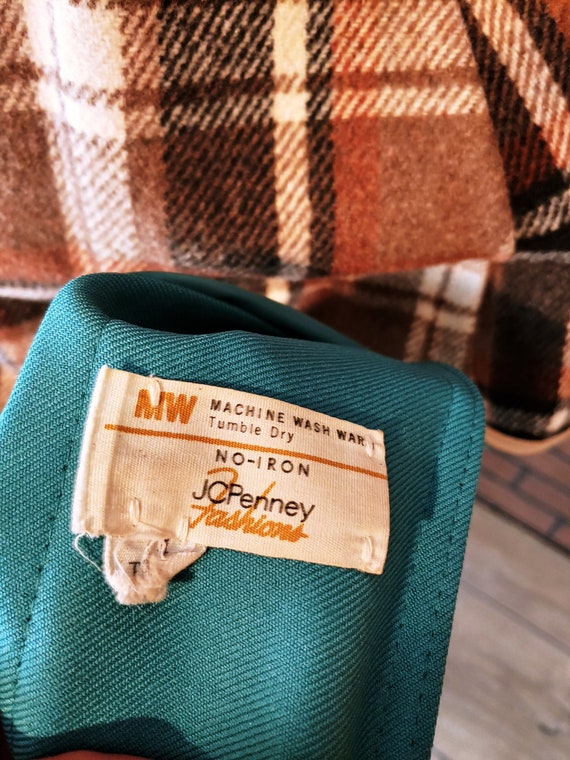 MW MACHINE WASH WAR
Tumble Dry
NO-IRON
JCPenney
Fashions